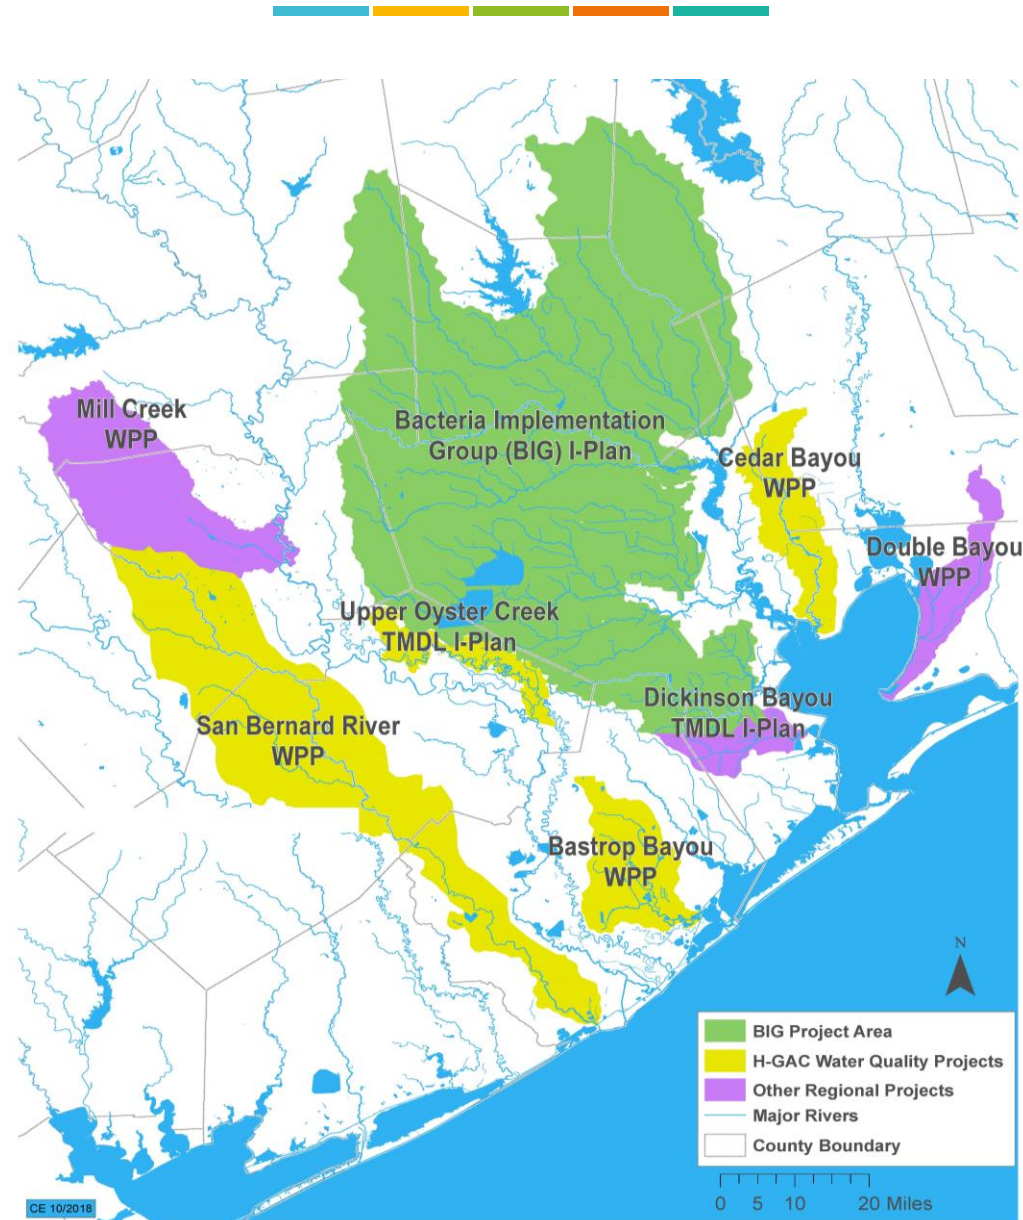 Mill Creek
WPP
Bacteria Implementation
Group (BIG) I-Plan
Cedar Bayou
WPP
Double Bayou
WPP
Upper Oyster Creek
TMDL I-Plan
Dickinson Bayou
TMDL I-Plan
San Bernard River
WPP
Bastrop Bayou
WPP
N
BIG Project Area
H-GAC Water Quality Projects
Other Regional Projects
Major Rivers
County Boundary
0 5 10 20 Miles
CE 10/2018